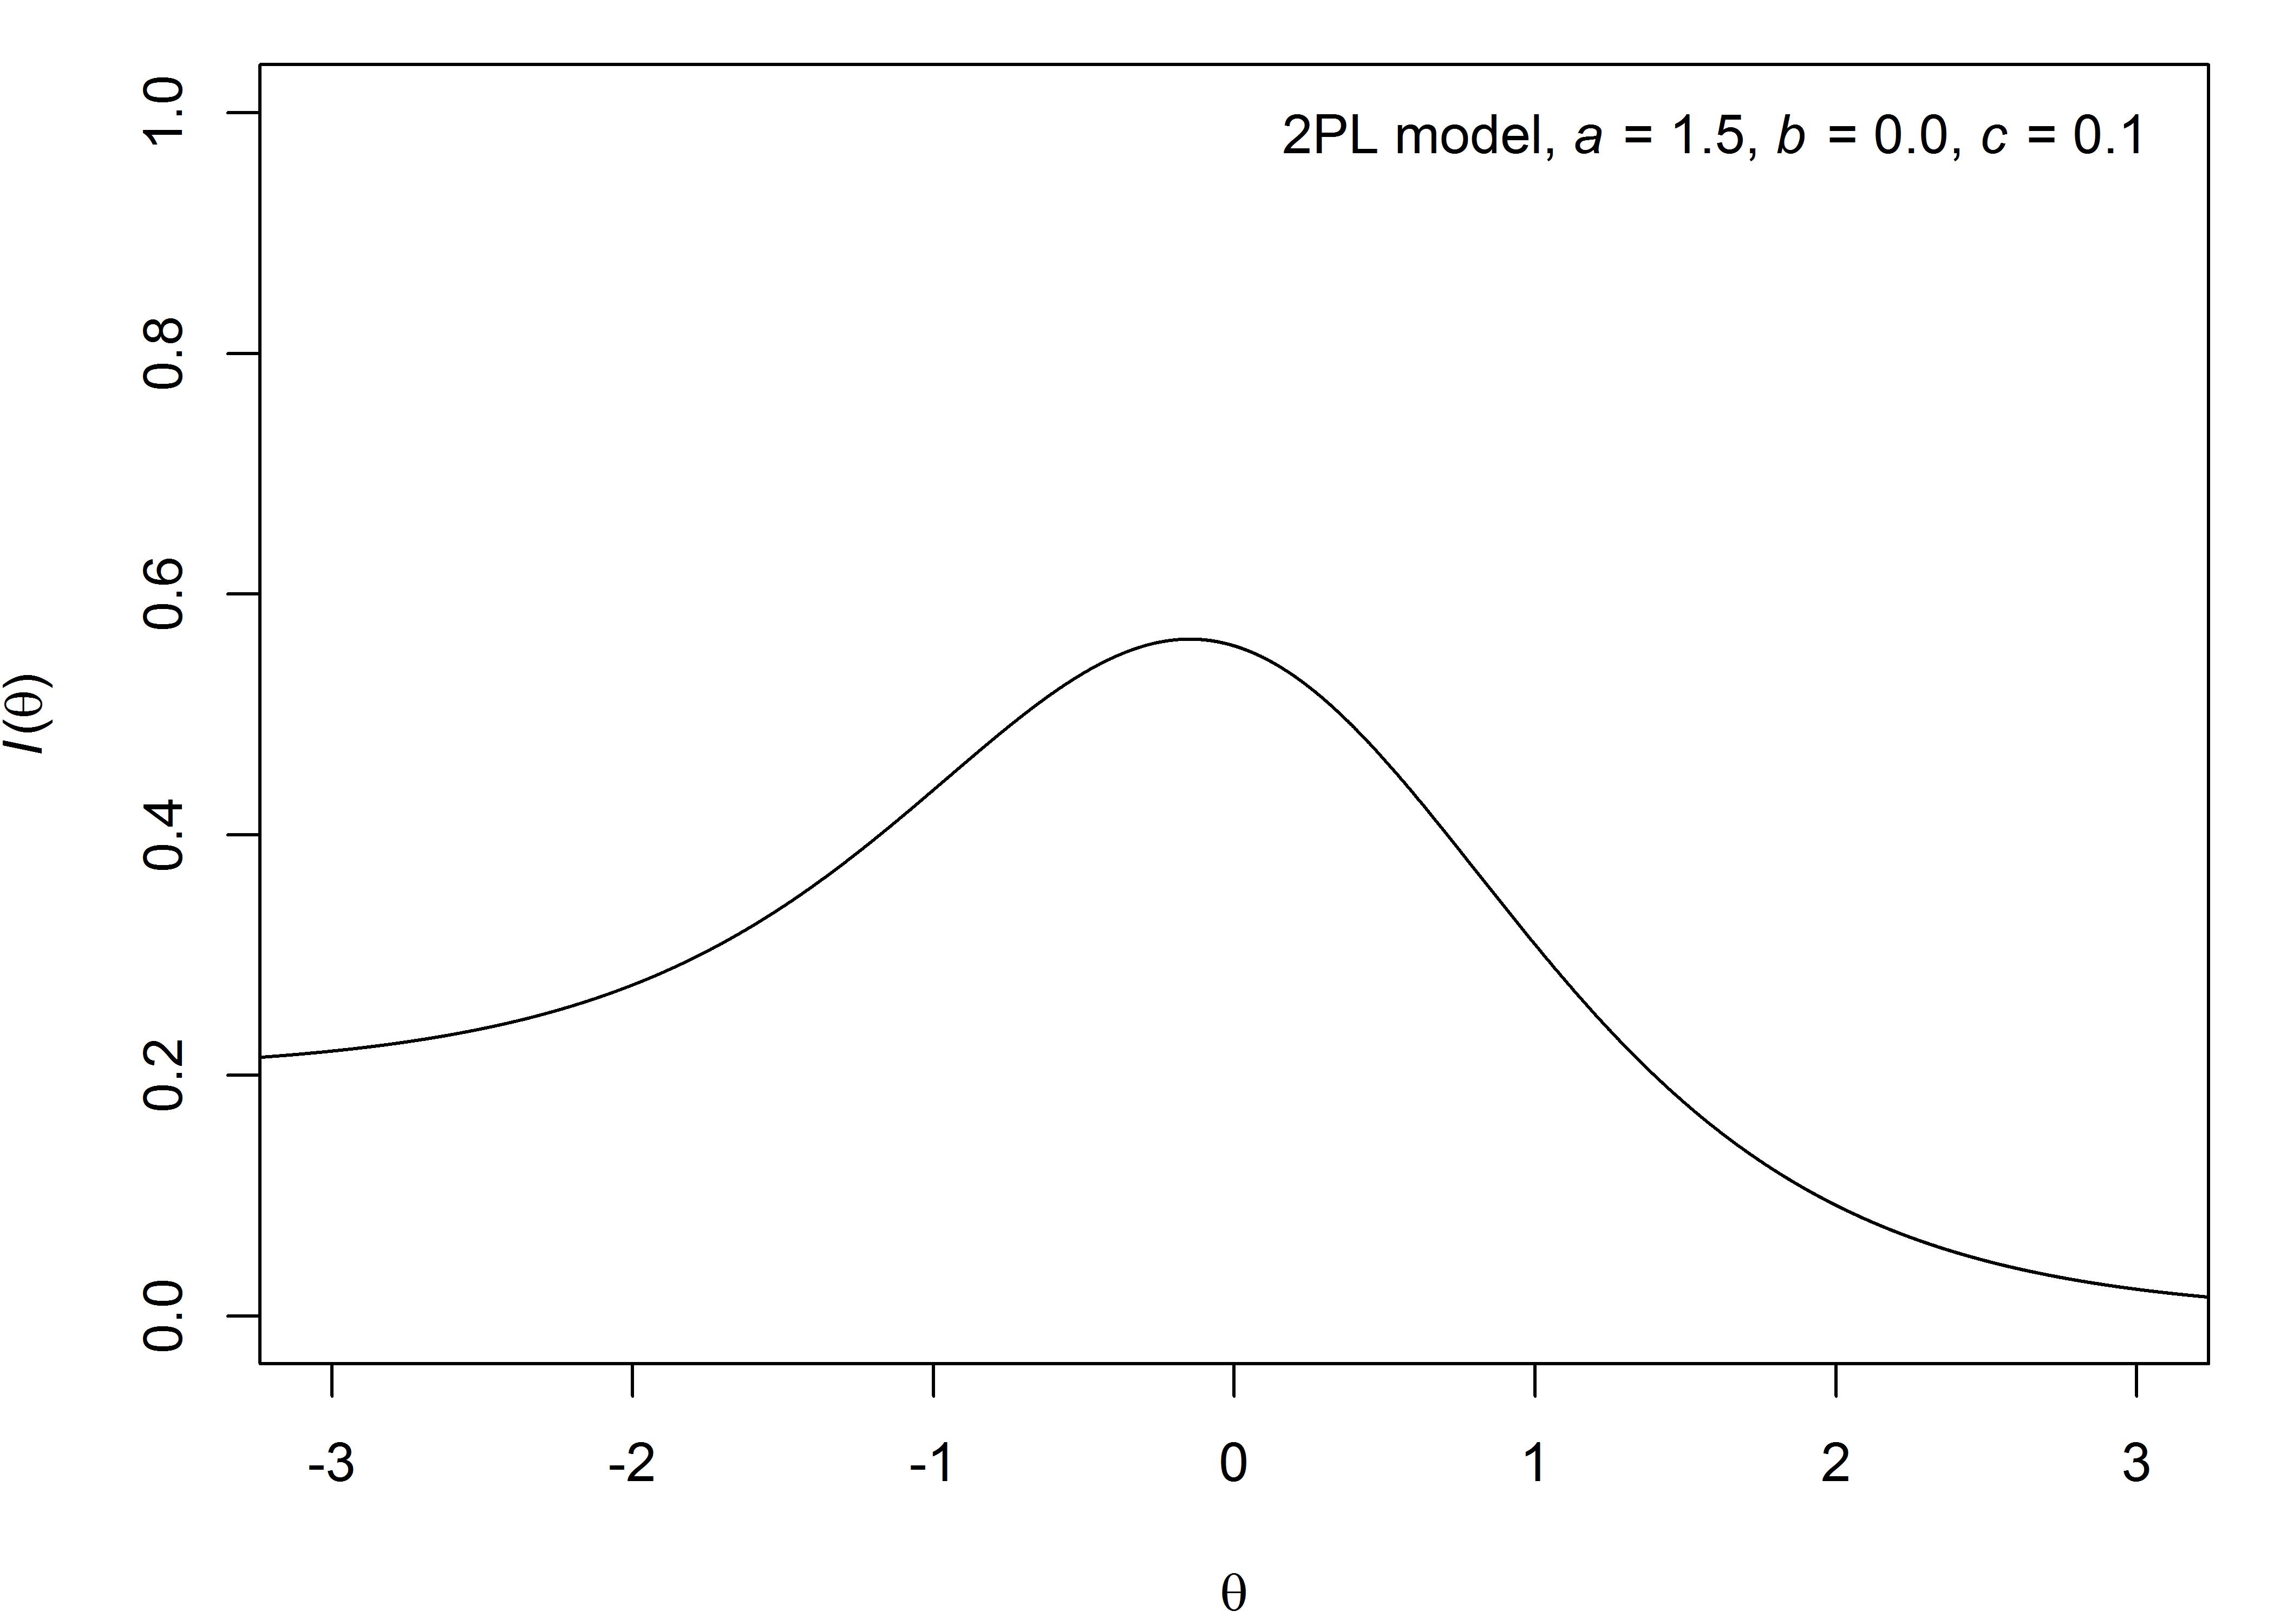 2PL model, a = 1.5, b = 0.0, c = 0.1
1.0
0.8
0.6
0.4
0.2
0.0
I(θ)
-3 -2 -1 0 1 2 3
θ